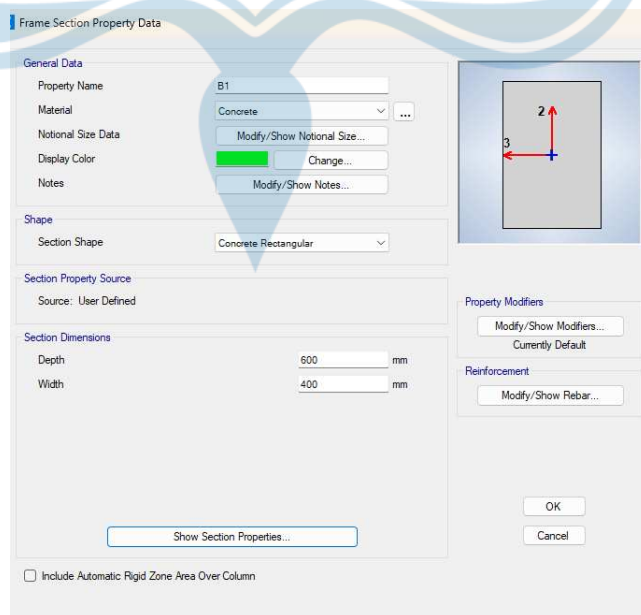 Frame Section Property Data
General Data
Property Name B1
Material Concrete ...
Notional Size Data Modify/Show Notional Size...
Display Color Change...
Notes Modify/Show Notes...
Shape
Section Shape Concrete Rectangular
Section Property Source
Source: User Defined
Section Dimensions
Depth 600 mm
Width 400 mm
Show Section Properties...
Include Automatic Rigid Zone Area Over Column
2
3
Property Modifiers
Modify/Show Modifiers...
Currently Default
Reinforcement
Modify/Show Rebar...
OK
Cancel